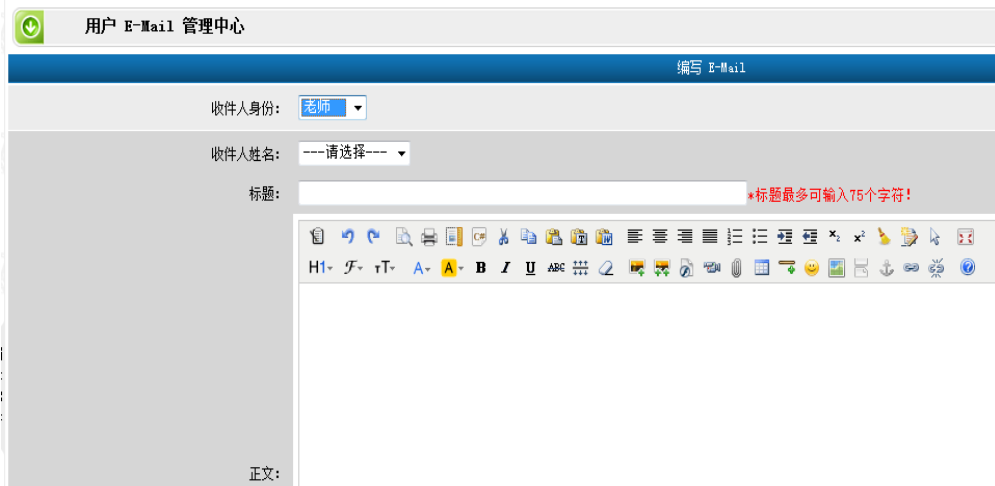 用户 E-Mail 管理中心
编写 E-Mail
收件人身份: 老师
收件人姓名: ---请选择---
标题: *标题最多可输入75个字符!
H1 F TT A A B I U ABC
正文: